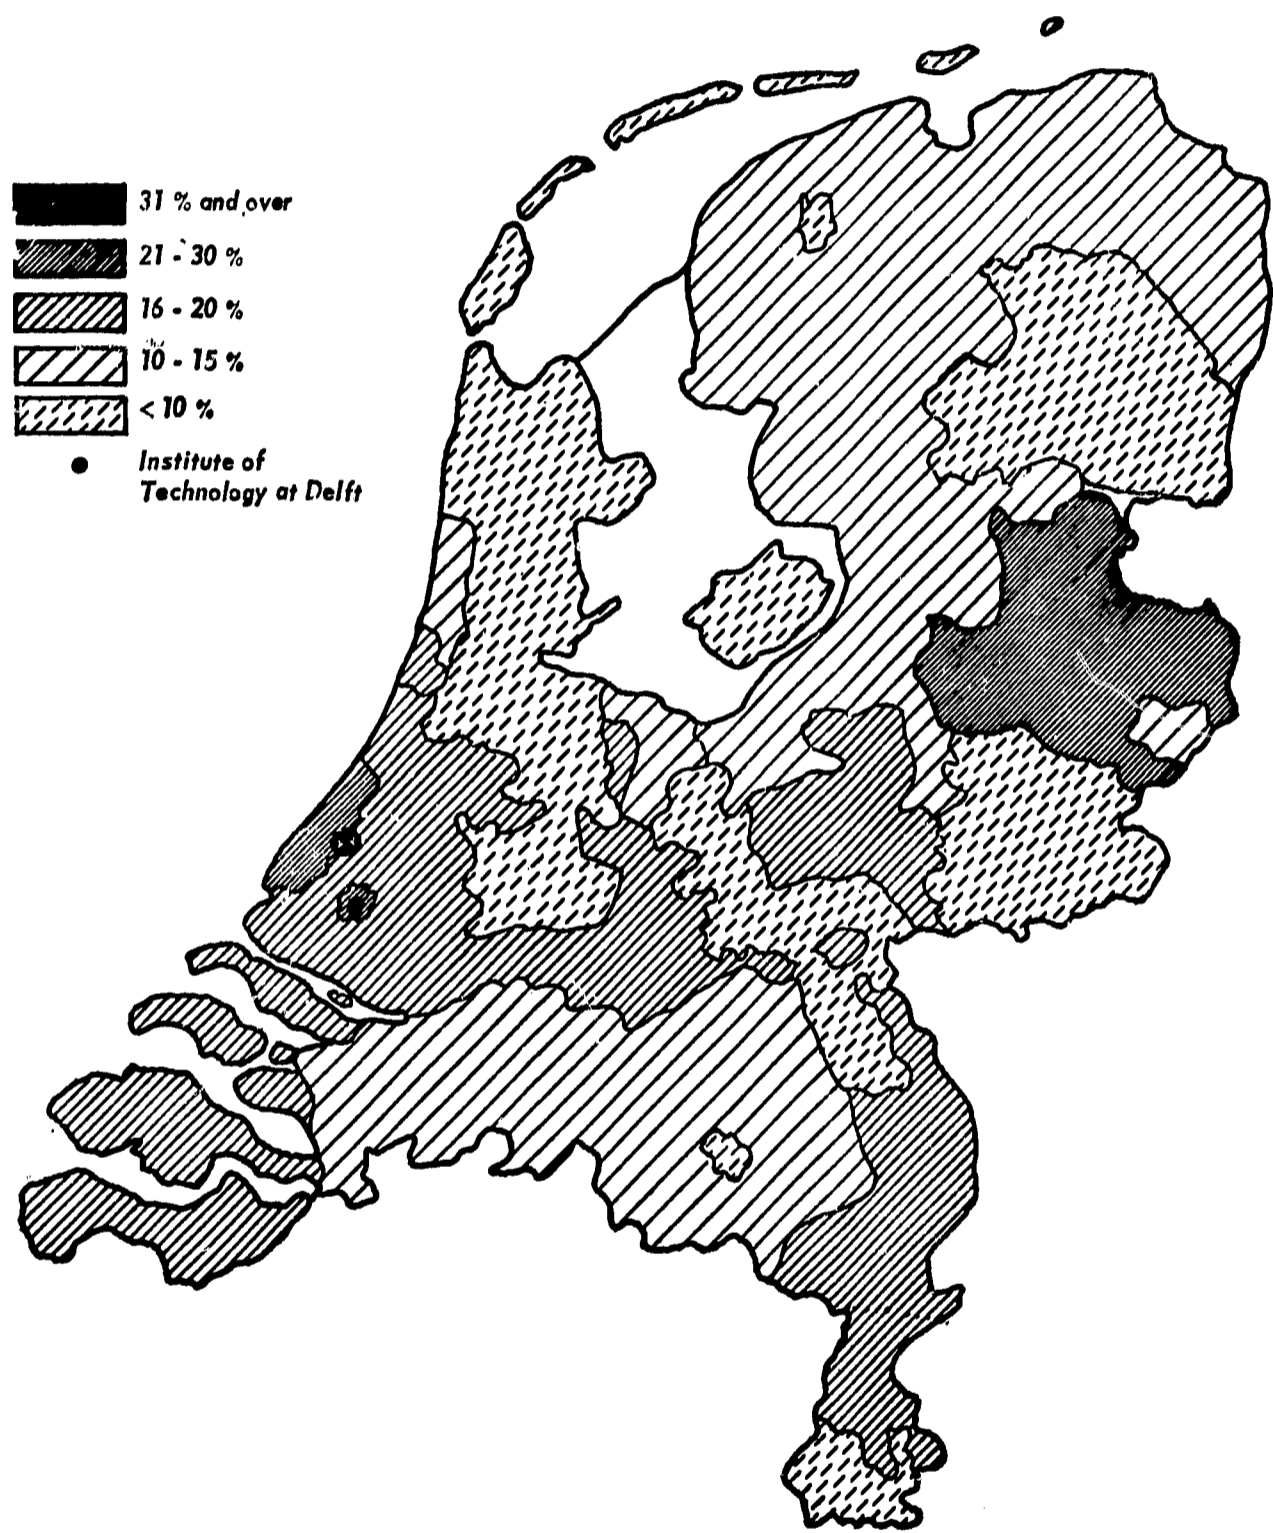 31 % and over
21 - 30 %
16 - 20 %
10 - 15 %
< 10 %
Institute of
Technology at Delft